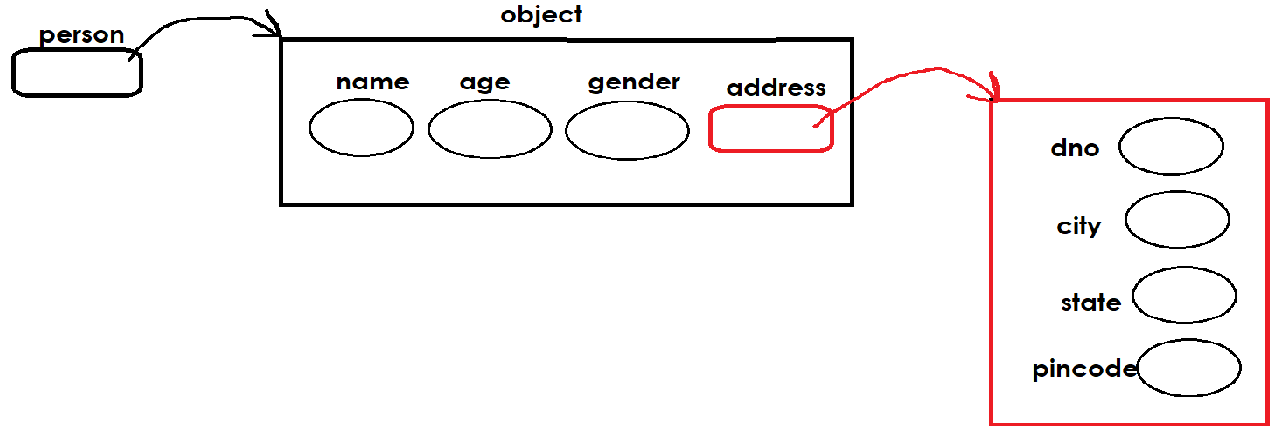 object
person
name age gender address
dno
city
state
pincode